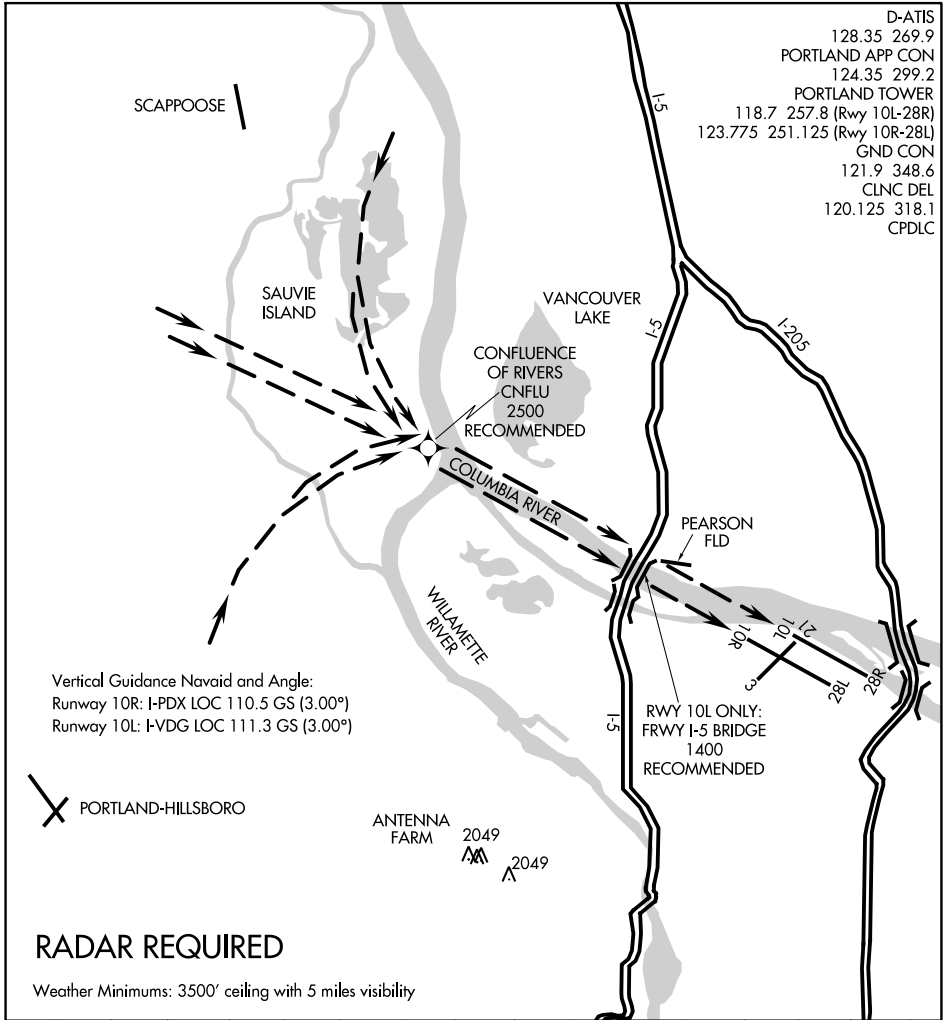 D-ATIS
128.35 269.9
PORTLAND APP CON
124.35 299.2
PORTLAND TOWER
118.7 257.8 (Rwy 10L-28R)
123.775 251.125 (Rwy 10R-28L)
GND CON
121.9 348.6
CLNC DEL
120.125 318.1
CPDLC
I-5
SCAPPOOSE
SAUVIE
ISLAND
VANCOUVER
LAKE
I-5
I-205
CONFLUENCE
OF RIVERS
CNFLU
2500
RECOMMENDED
COLUMBIA RIVER
PEARSON
FLD
WILLAMETTE
RIVER
10R
10L
21
3
28L
28R
Vertical Guidance Navaid and Angle:
Runway 10R: I-PDX LOC 110.5 GS (3.00°)
Runway 10L: I-VDG LOC 111.3 GS (3.00°)
I-5
RWY 10L ONLY:
FRWY I-5 BRIDGE
1400
RECOMMENDED
PORTLAND-HILLSBORO
ANTENNA
FARM
2049
2049
RADAR REQUIRED
Weather Minimums: 3500' ceiling with 5 miles visibility